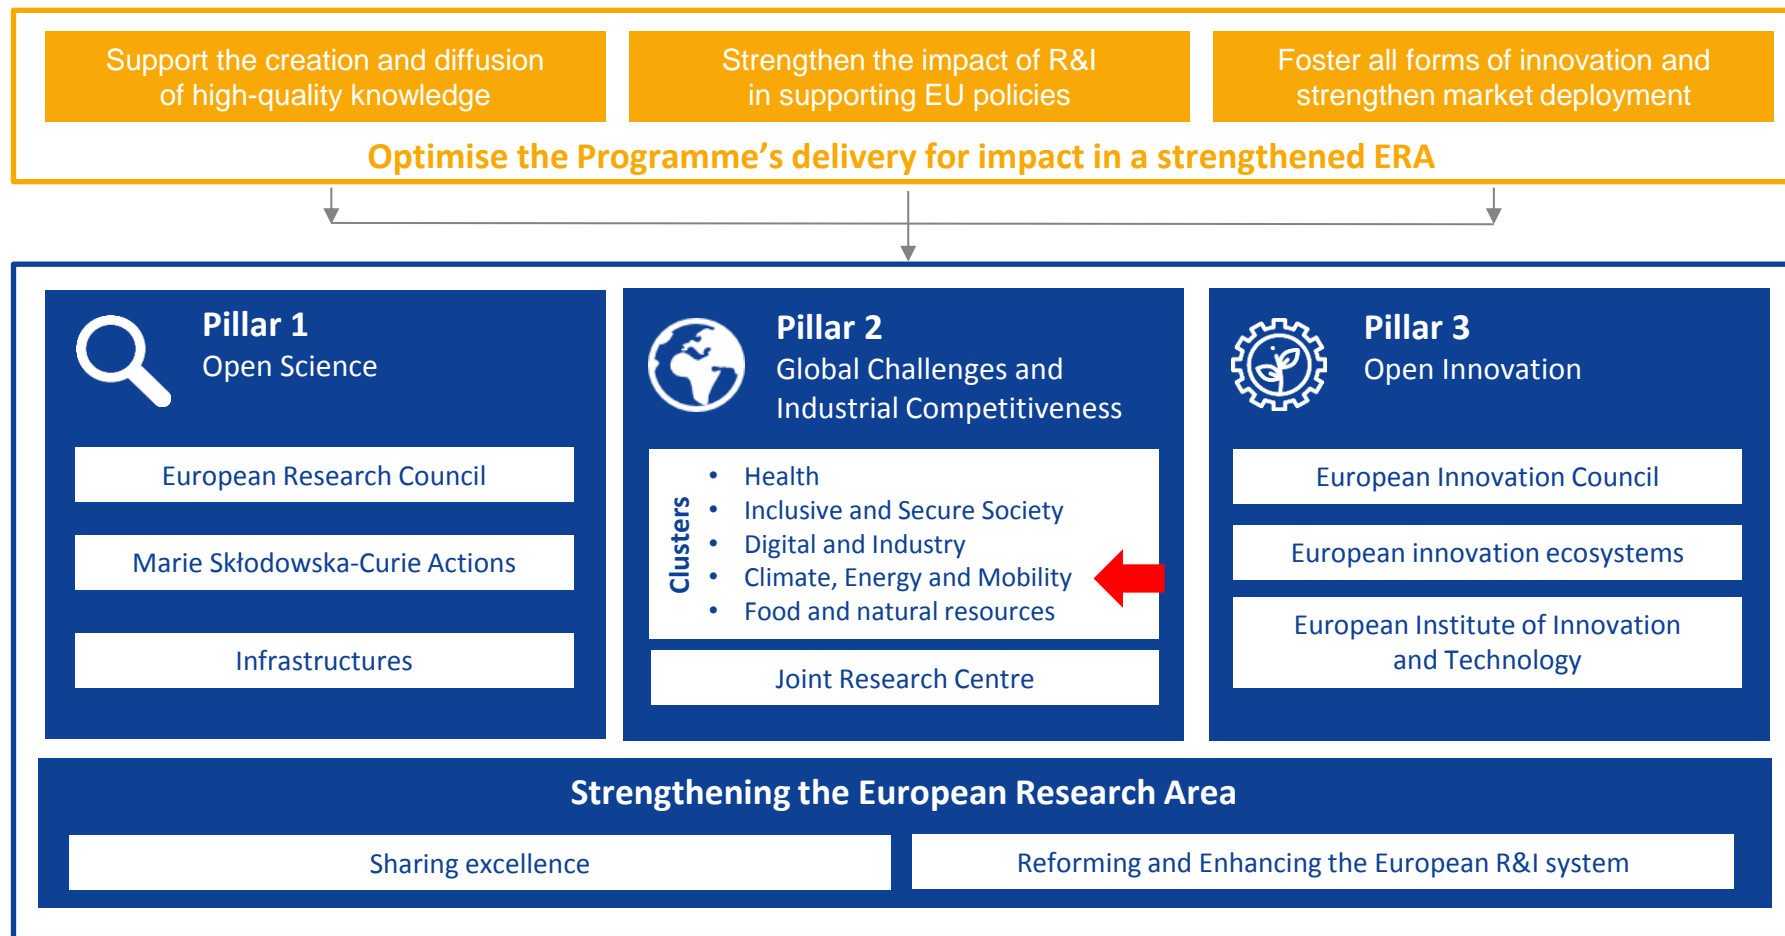 Support the creation and diffusion
of high-quality knowledge
Strengthen the impact of R&I
in supporting EU policies
Foster all forms of innovation and
strengthen market deployment
Optimise the Programme's delivery for impact in a strengthened ERA
Pillar 1
Open Science
European Research Council
Marie Skłodowska-Curie Actions
Infrastructures
Pillar 2
Global Challenges and
Industrial Competitiveness
Clusters
• Health
• Inclusive and Secure Society
• Digital and Industry
• Climate, Energy and Mobility
• Food and natural resources
Joint Research Centre
Pillar 3
Open Innovation
European Innovation Council
European innovation ecosystems
European Institute of Innovation
and Technology
Strengthening the European Research Area
Sharing excellence
Reforming and Enhancing the European R&I system